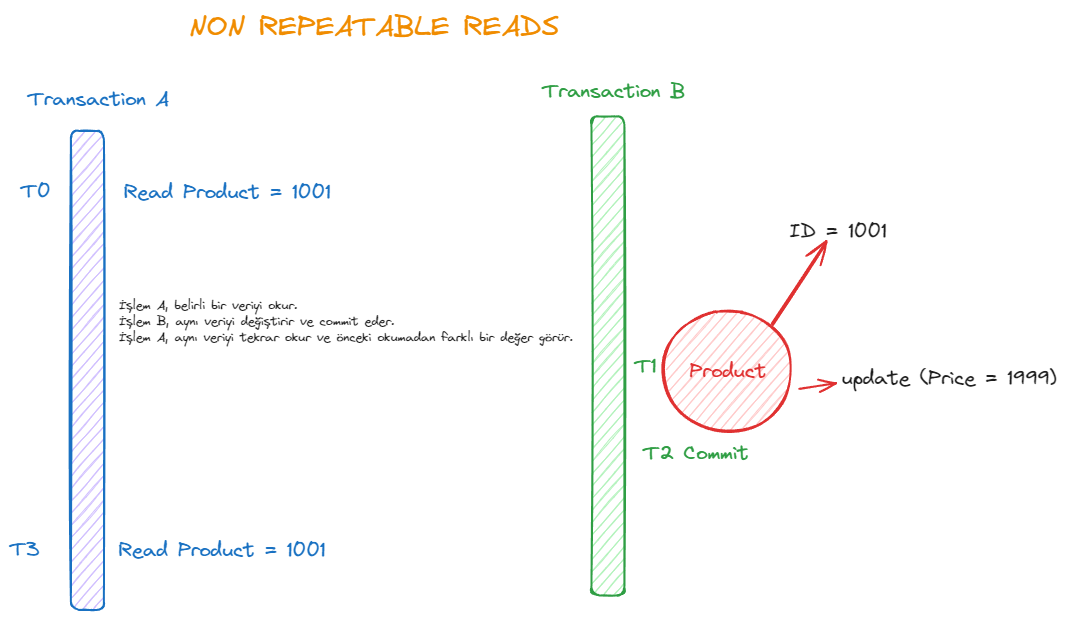 NON REPEATABLE READS
Transaction A
Transaction B
T0
Read Product = 1001
ID = 1001
İşlem A, belirli bir veriyi okur.
İşlem B, aynı veriyi değiştirir ve commit eder.
İşlem A, aynı veriyi tekrar okur ve önceki okumadan farklı bir değer görür.
T1
Product
update (Price = 1999)
T2 Commit
T3
Read Product = 1001